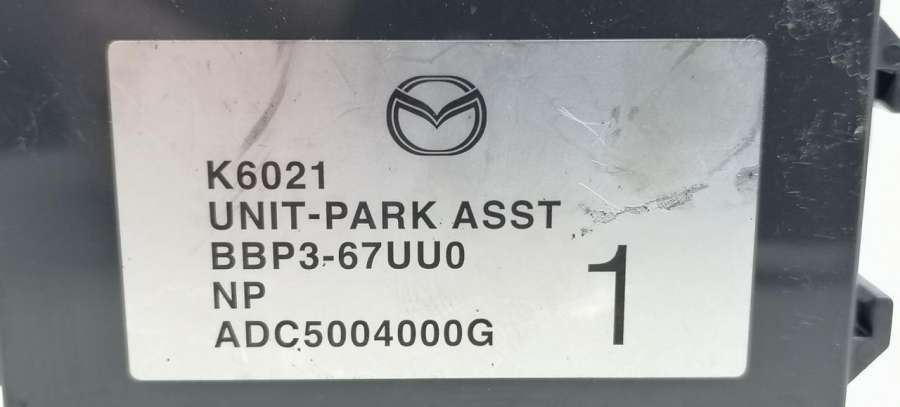 K6021
UNIT-PARK ASST
BBP3-67UU0
NP
ADC5004000G
1